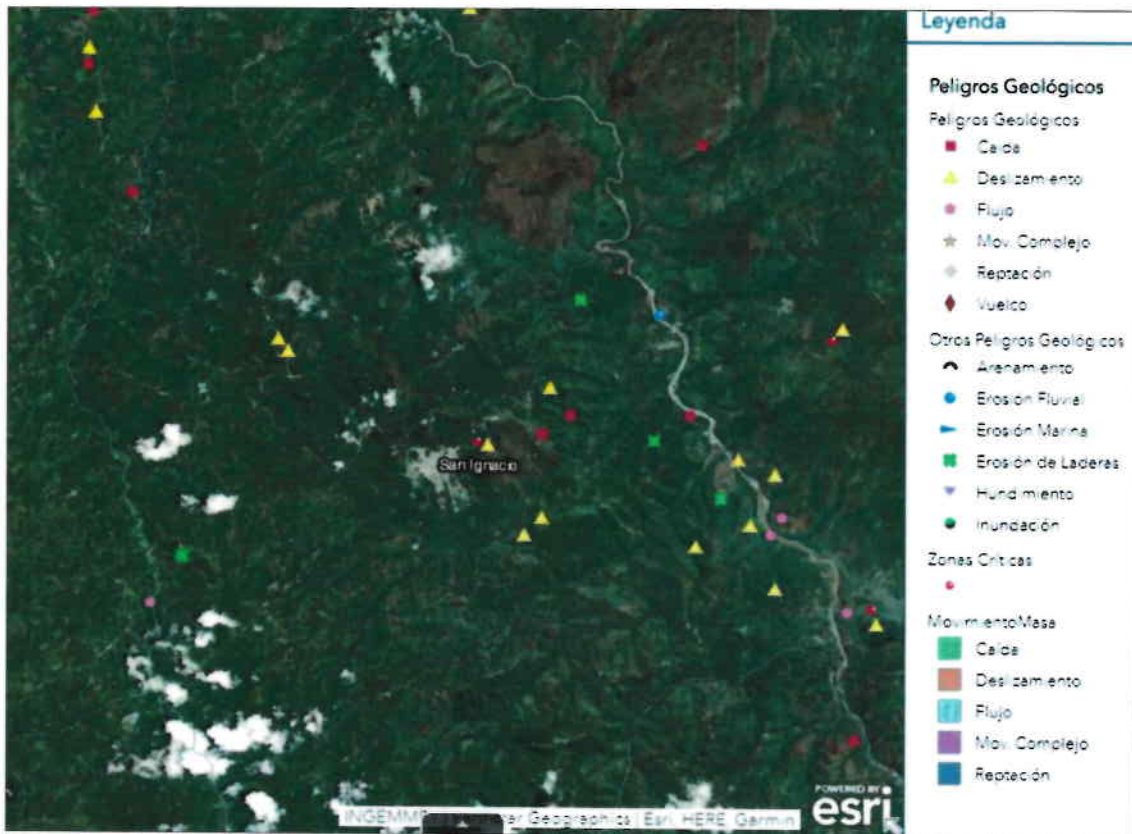 Leyenda
Peligros Geológicos
Peligros Geológicos
Caída
Deslizamiento
Flujo
Mov. Complejo
Reptación
Vuelco
Otros Peligros Geológicos
Arenamiento
Erosión Fluvial
Erosión Marina
Erosión de Laderas
Hundimiento
Inundación
Zonas Críticas
MovimientoMasa
Caída
Deslizamiento
Flujo
Mov. Complejo
Reptación
San Ignacio
POWERED BY
esri
Geographics | Esri, HERE, Garmin